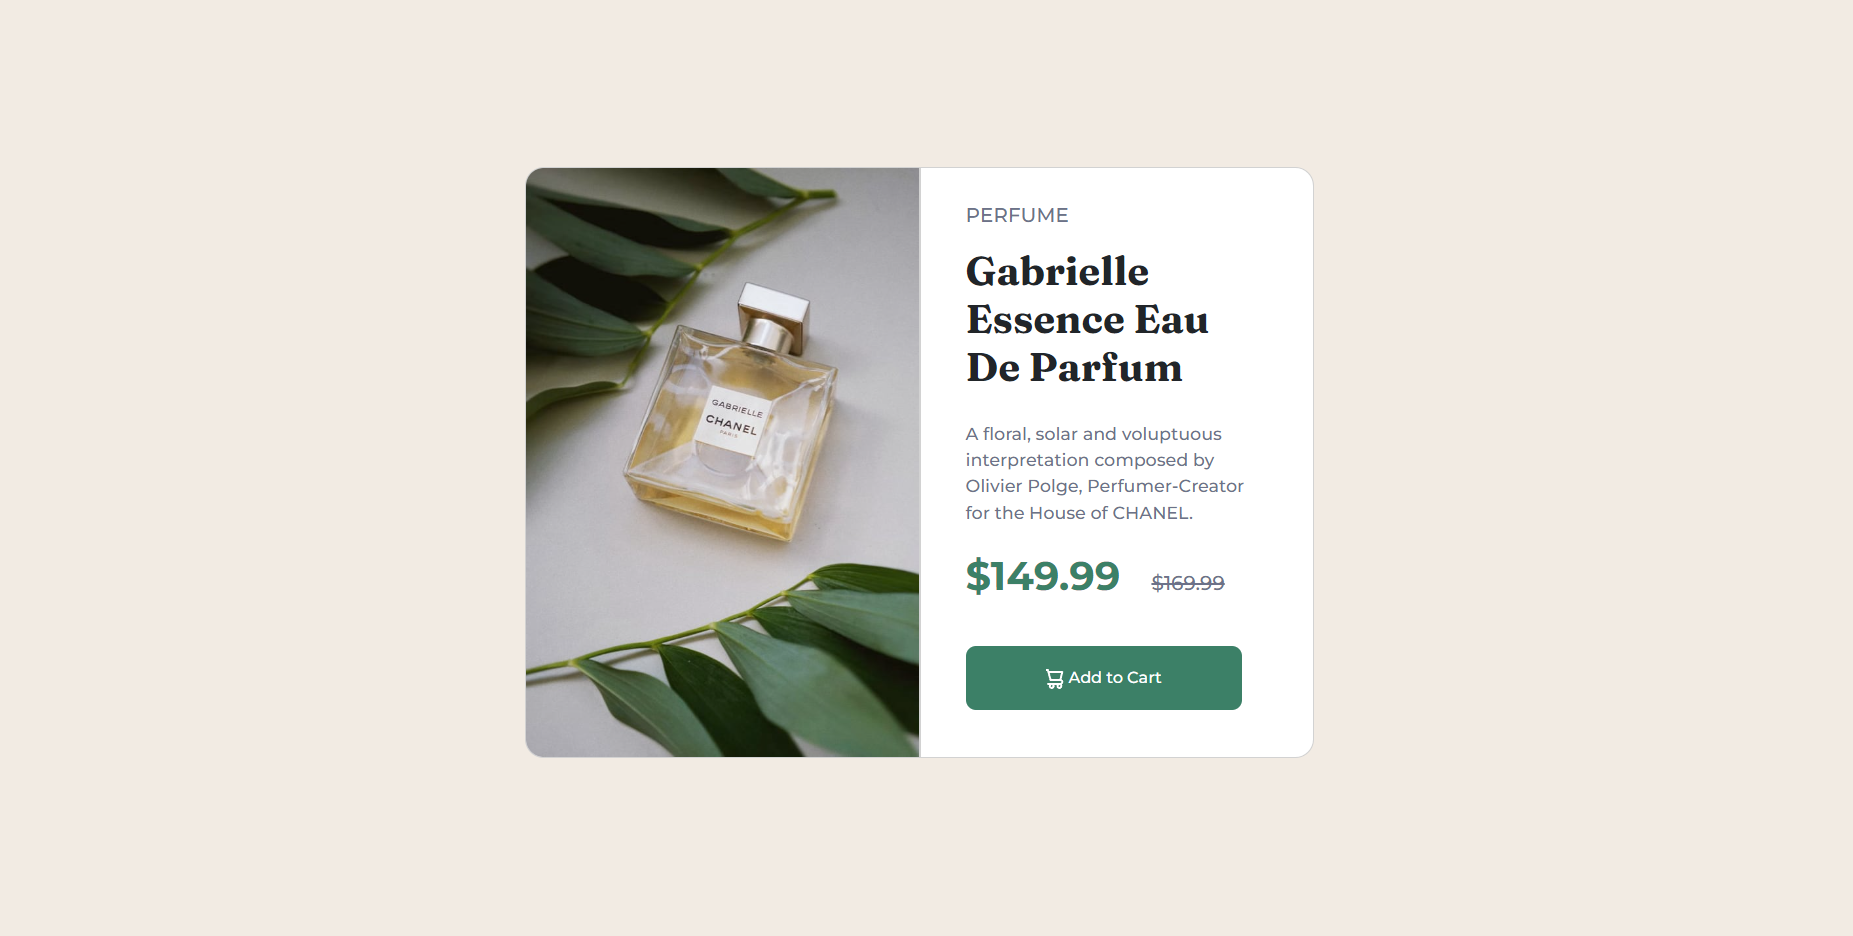 GABRIELLE
CHANEL
PARIS
PERFUME
Gabrielle
Essence Eau
De Parfum
A floral, solar and voluptuous
interpretation composed by
Olivier Polge, Perfumer-Creator
for the House of CHANEL.
$149.99 $169.99
Add to Cart